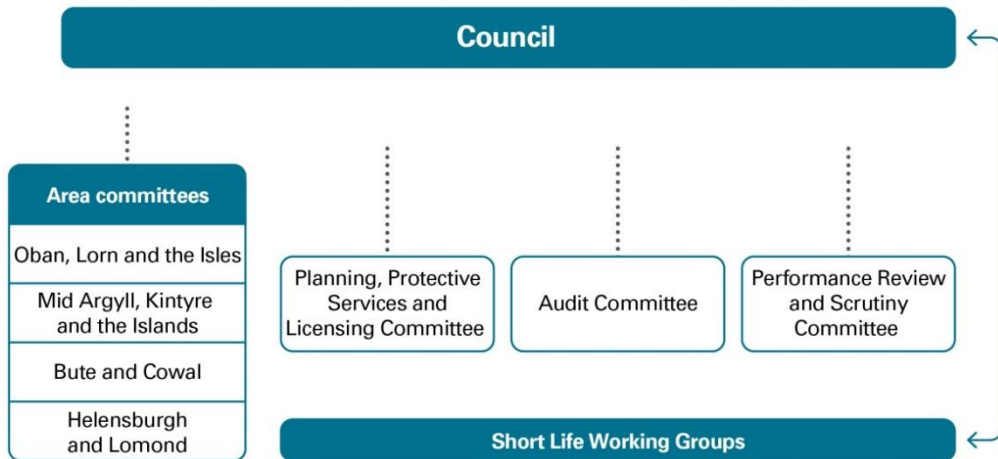 Council
Area committees
Oban, Lorn and the Isles
Mid Argyll, Kintyre
and the Islands
Bute and Cowal
Helensburgh
and Lomond
Planning, Protective
Services and
Licensing Committee
Audit Committee
Performance Review
and Scrutiny
Committee
Short Life Working Groups